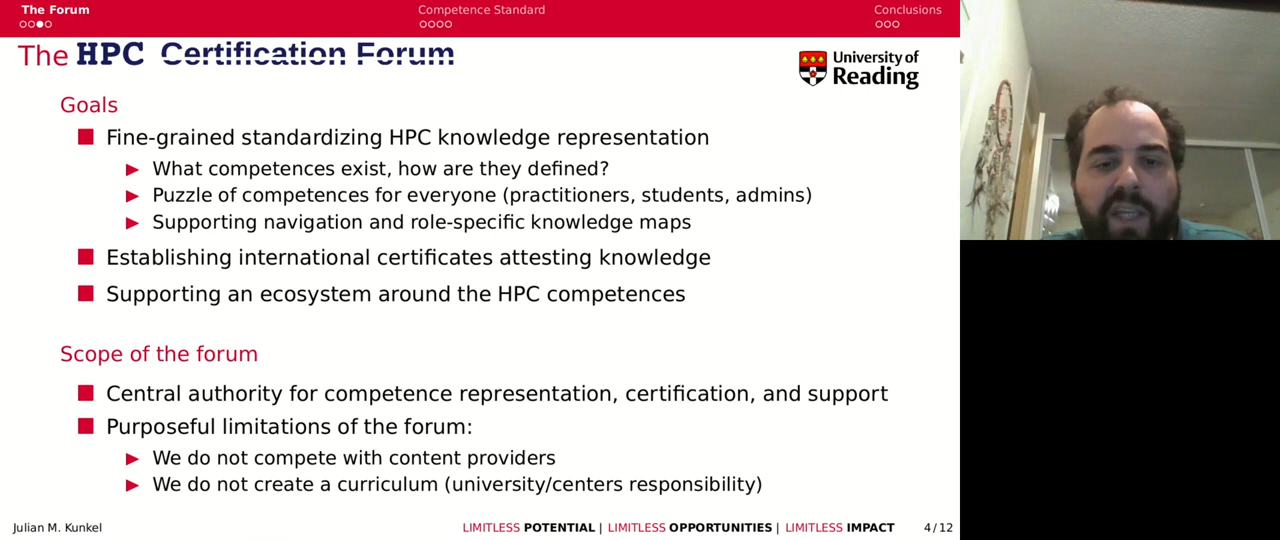 The Forum
Competence Standard
Conclusions
The HPC Certification Forum
University of
Reading
Goals
Fine-grained standardizing HPC knowledge representation
What competences exist, how are they defined?
Puzzle of competences for everyone (practitioners, students, admins)
Supporting navigation and role-specific knowledge maps
Establishing international certificates attesting knowledge
Supporting an ecosystem around the HPC competences
Scope of the forum
Central authority for competence representation, certification, and support
Purposeful limitations of the forum:
We do not compete with content providers
We do not create a curriculum (university/centers responsibility)
Julian M. Kunkel
LIMITLESS POTENTIAL | LIMITLESS OPPORTUNITIES | LIMITLESS IMPACT
4 / 12